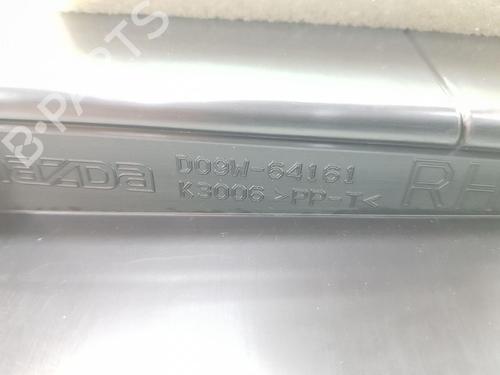 B-PARTS
mazda D09W-64161 RH
K3006 >PP-T<